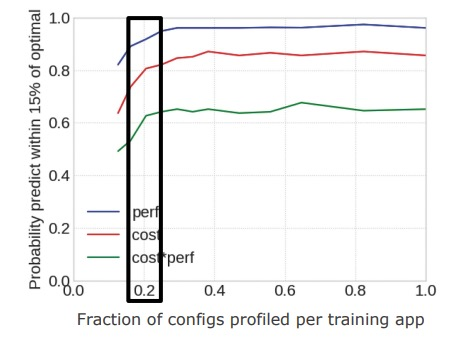 Probability predict within 15% of optimal
1.0
0.8
0.6
0.4
0.2
0.0
perf
cost
cost*perf
0.0 0.2 0.4 0.6 0.8 1.0
Fraction of configs profiled per training app